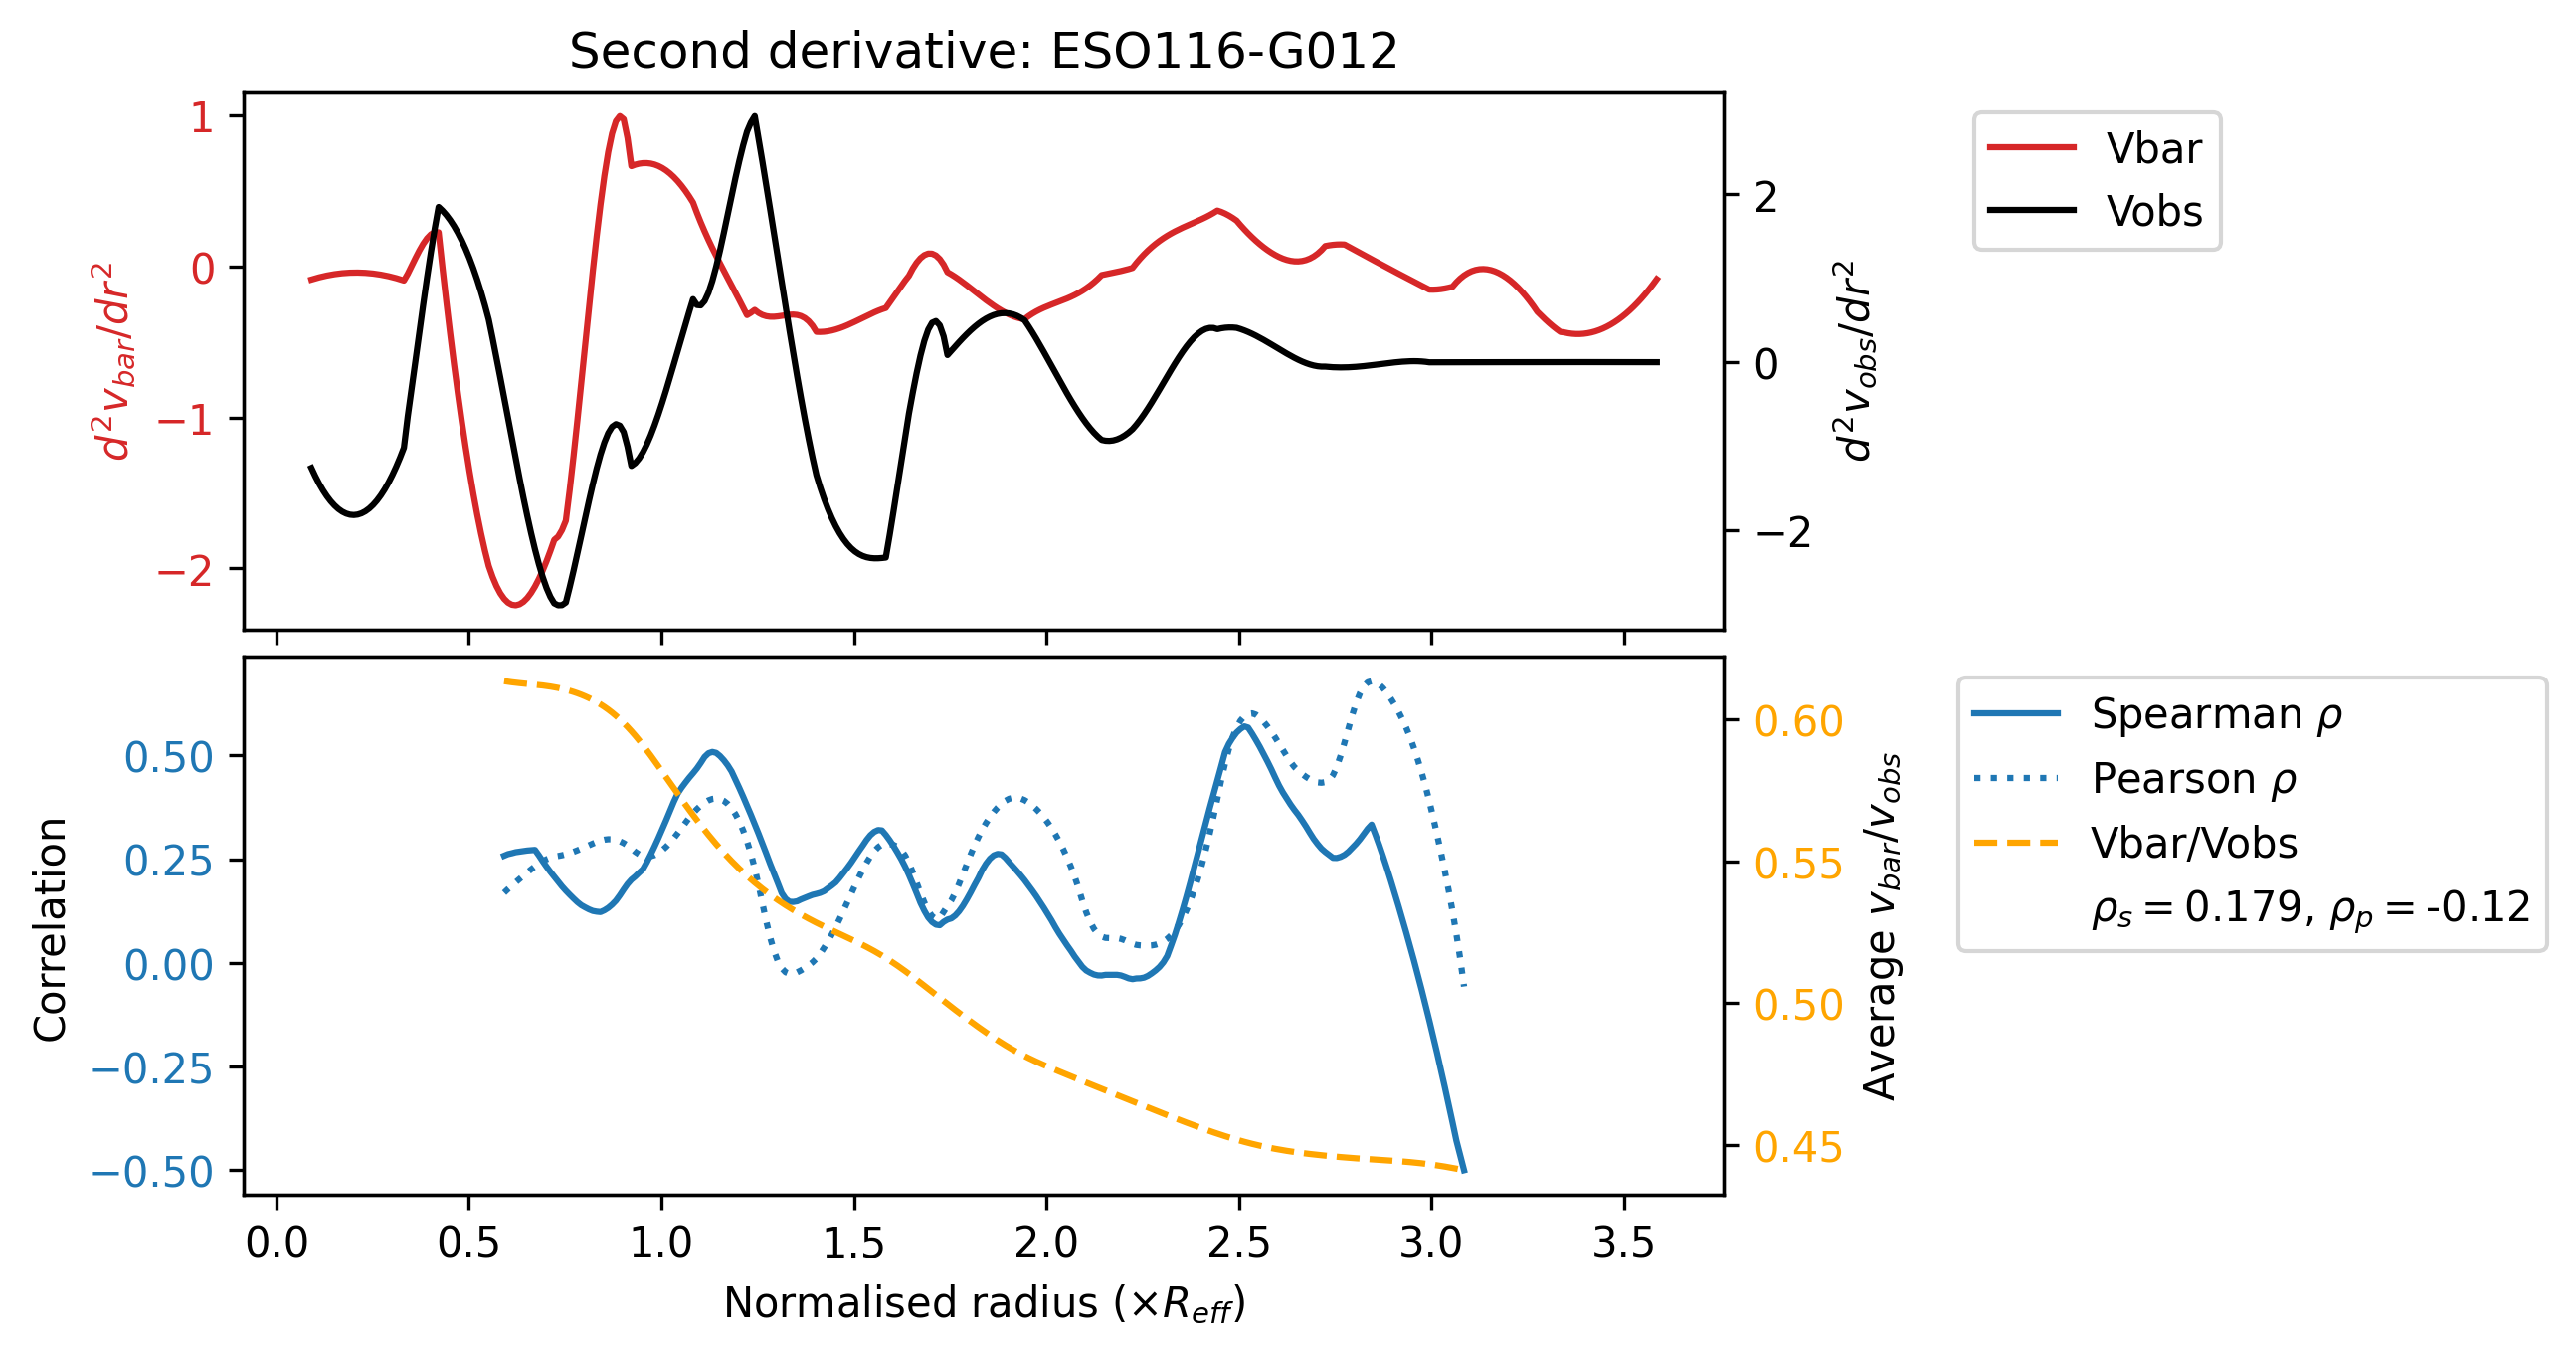 Second derivative: ESO116-G012
1
0
−1
−2
d²v_bar/dr²
2
0
−2
d²v_obs/dr²
Vbar
Vobs
0.50
0.25
0.00
−0.25
−0.50
Correlation
0.60
0.55
0.50
0.45
Average v_bar/v_obs
Spearman ρ
Pearson ρ
Vbar/Vobs
ρ_s = 0.179, ρ_p = -0.12
0.0 0.5 1.0 1.5 2.0 2.5 3.0 3.5
Normalised radius (×R_eff)